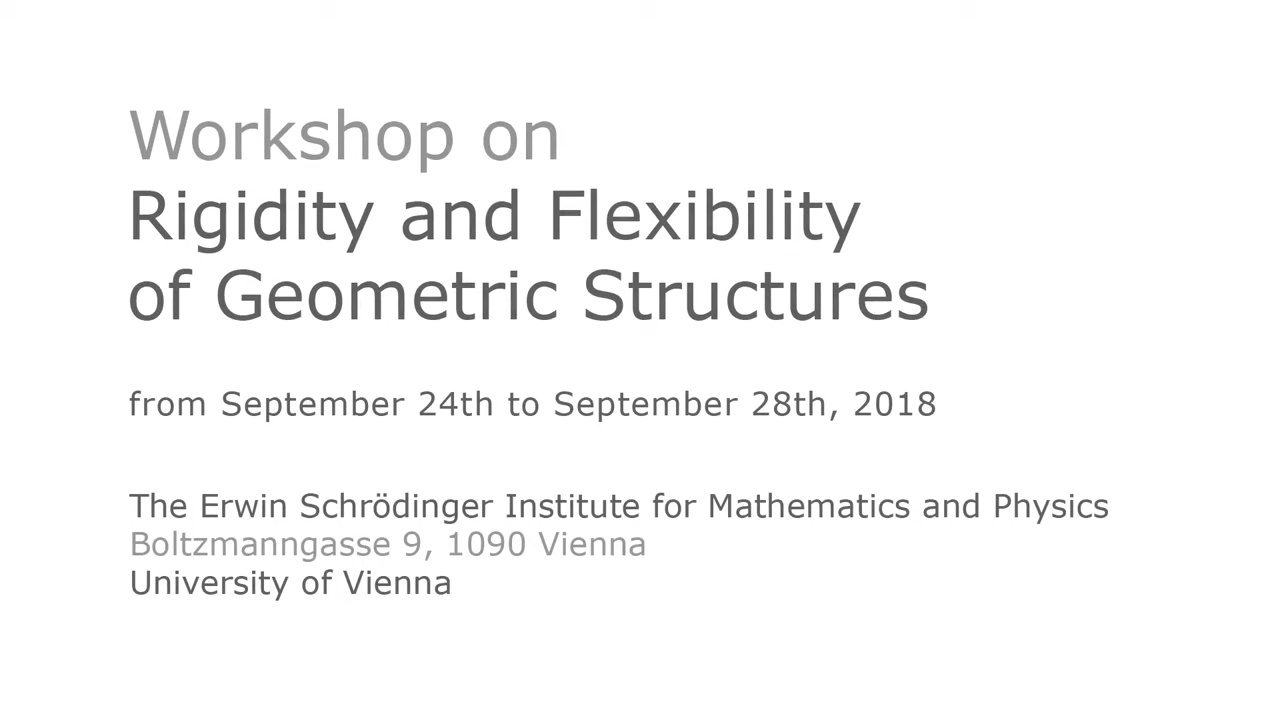 Workshop on
Rigidity and Flexibility
of Geometric Structures
from September 24th to September 28th, 2018
The Erwin Schrödinger Institute for Mathematics and Physics
Boltzmanngasse 9, 1090 Vienna
University of Vienna